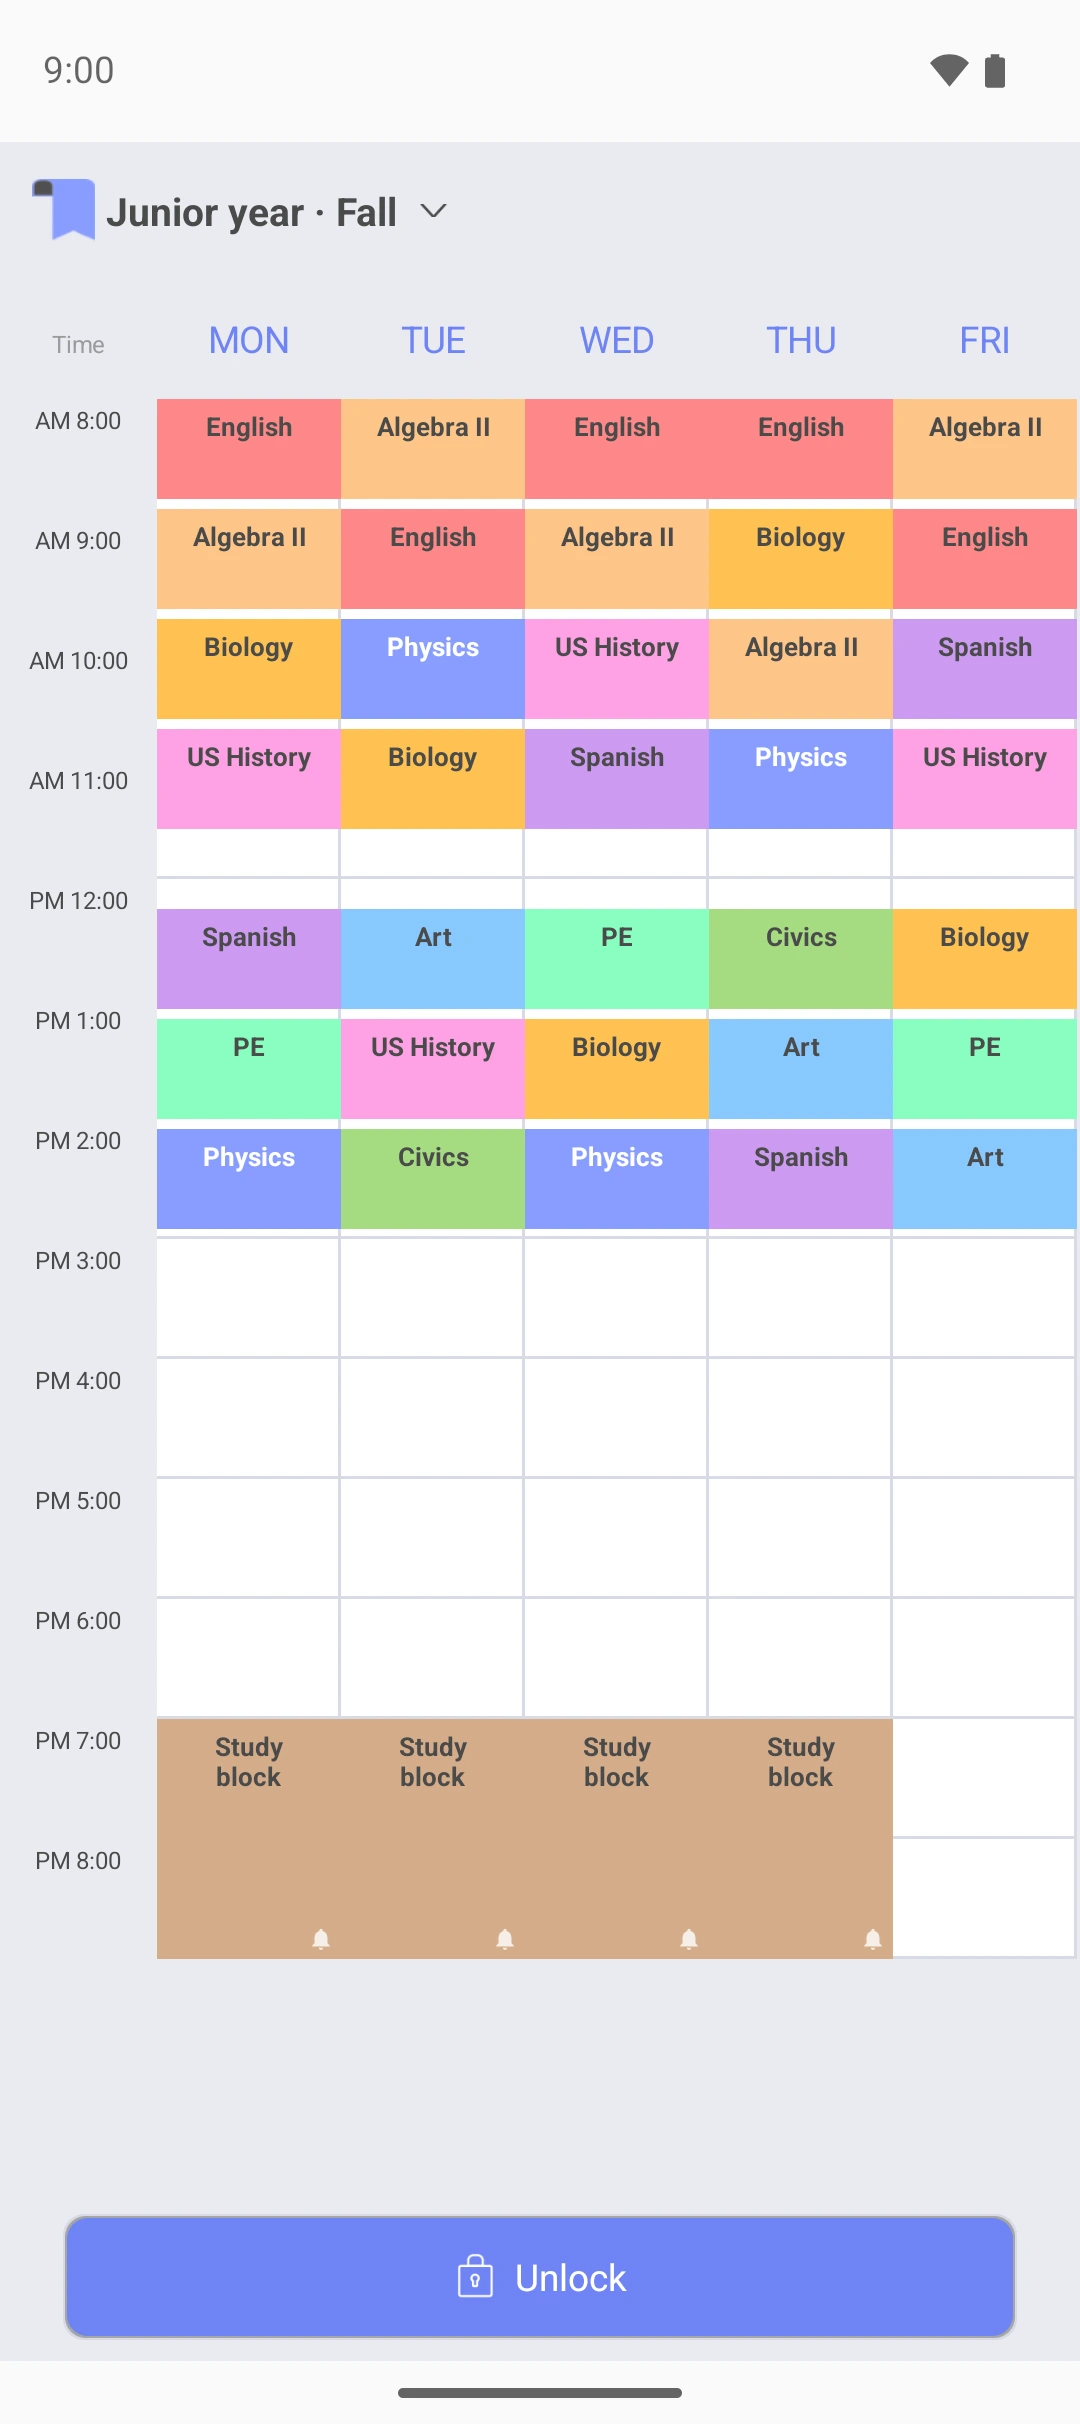 9:00
Junior year · Fall
Time MON TUE WED THU FRI
AM 8:00 English Algebra II English English Algebra II
AM 9:00 Algebra II English Algebra II Biology English
AM 10:00 Biology Physics US History Algebra II Spanish
AM 11:00 US History Biology Spanish Physics US History
PM 12:00
Spanish Art PE Civics Biology
PM 1:00 PE US History Biology Art PE
PM 2:00 Physics Civics Physics Spanish Art
PM 3:00
PM 4:00
PM 5:00
PM 6:00
PM 7:00 Study Study Study Study
block block block block
PM 8:00
Unlock